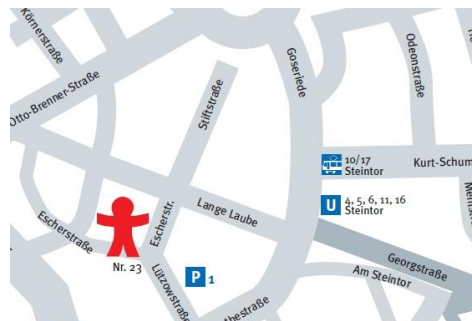 Körnerstraße
Otto-Brenner-Straße
Stiftstraße
Goseriede
Odeonstraße
10/17
Steintor
Kurt-Schum
U
4, 5, 6, 11, 16
Steintor
Lange Laube
Escherstr.
Escherstraße
Nr. 23
P 1
Lützowstraße
Georgstraße
Am Steintor
thestraße